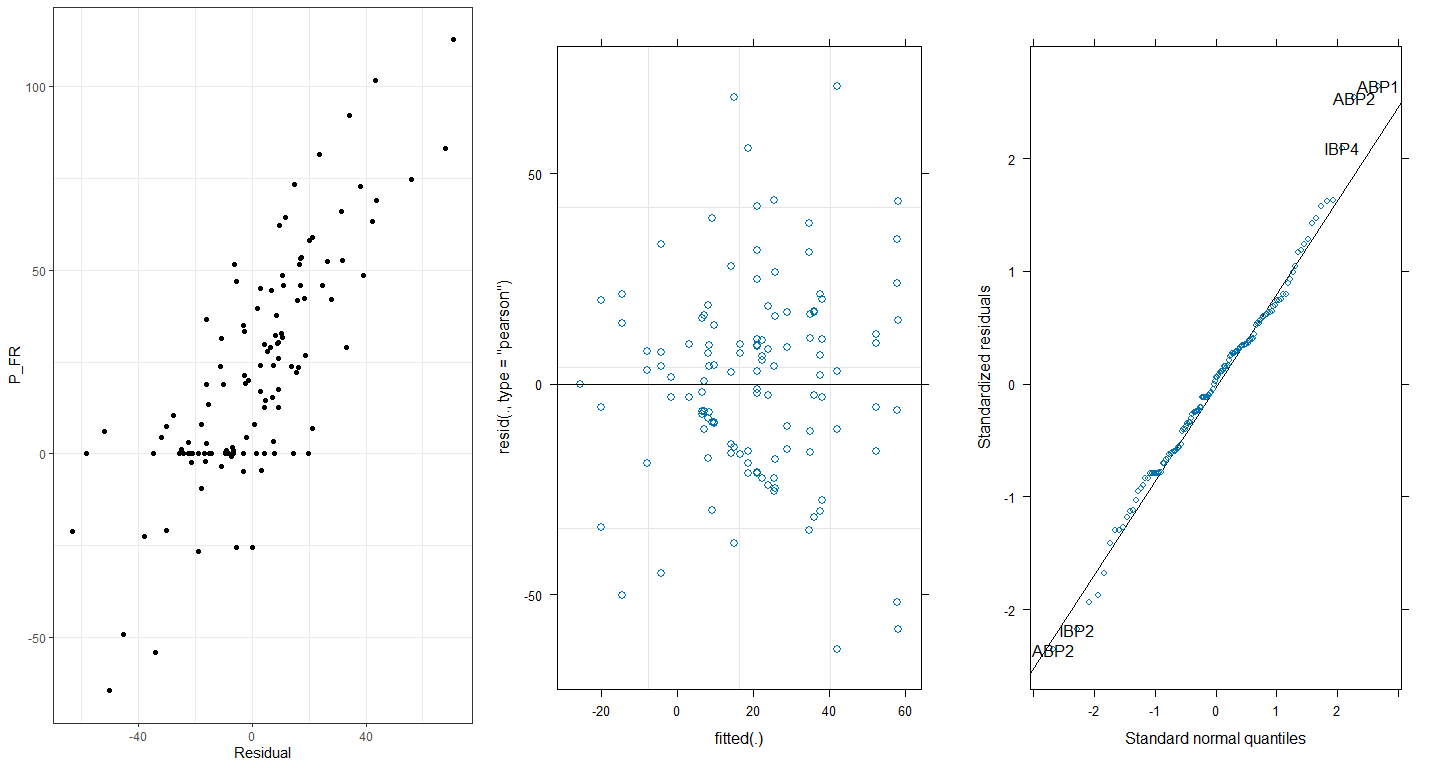 100
50
0
-50
P_FR
-40
0
40
Residual
50
0
-50
resid(., type = "pearson")
-20
0
20
40
60
fitted(.)
2
1
0
-1
-2
Standardized residuals
ABP1
ABP2
IBP4
IBP2
ABP2
-2
-1
0
1
2
Standard normal quantiles